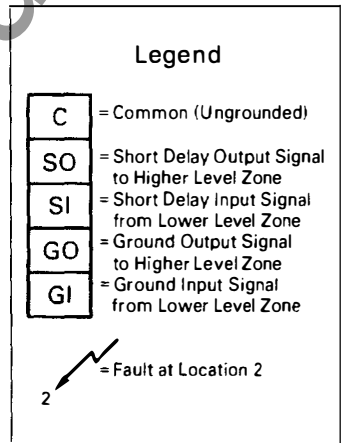 Legend
C = Common (Ungrounded)
SO = Short Delay Output Signal
to Higher Level Zone
SI = Short Delay Input Signal
from Lower Level Zone
GO = Ground Output Signal
to Higher Level Zone
GI = Ground Input Signal
from Lower Level Zone
= Fault at Location 2
2